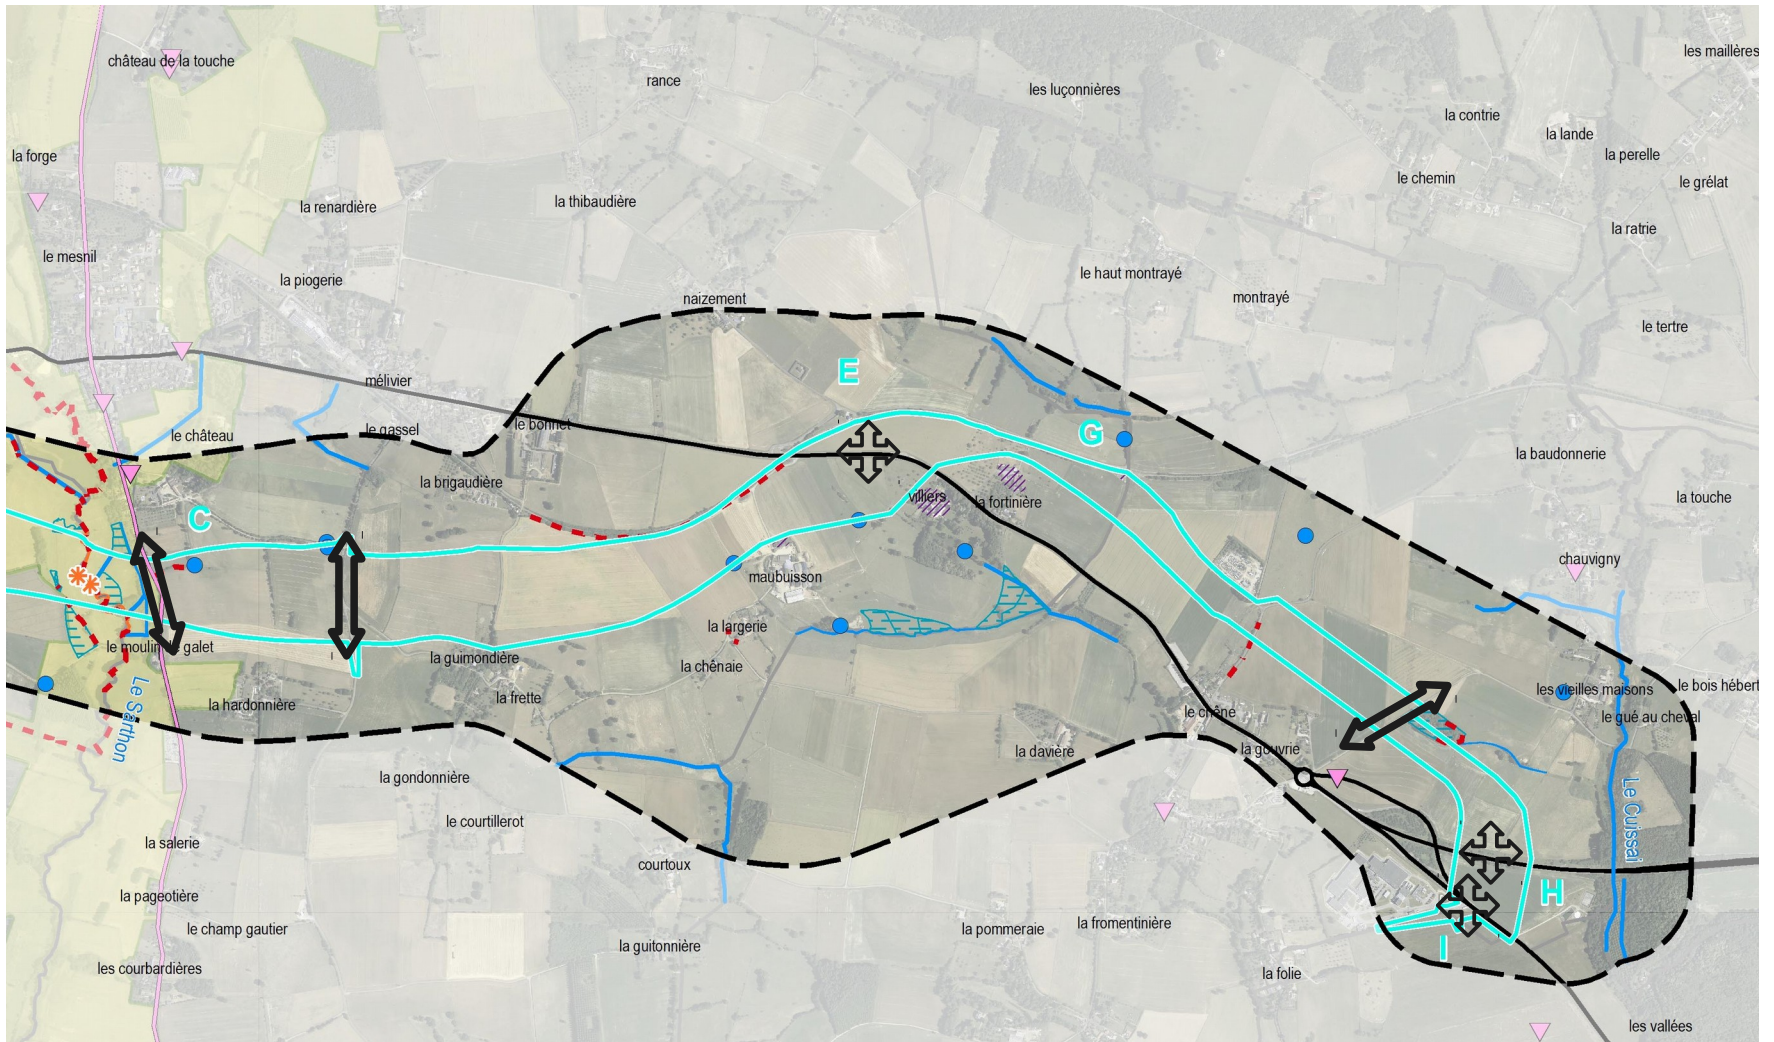 les maillères
château de la touche
rance
les luçonnières
la contrie
la lande
la forge
la perelle
le chemin
le grélat
la renardière
la thibaudière
la ratrie
le mesnil
le haut montrayé
la piogerie
montrayé
naizement
le tertre
E
mélivier
le bonnet
le château
le gassel
G
la baudonnerie
la brigaudière
villiers
la fortinière
la touche
C
chauvigny
maubuisson
la largerie
le moulin le galet
la guimondière
la chênaie
les vieilles maisons
le bois hébert
la frette
la hardonnière
le chêne
le gué au cheval
Le Sarthon
la davière
la gouvrie
la gondonnière
le courtillerot
Le Cuissai
la salerie
courtoux
la pageotière
H
le champ gautier
la pommeraie
la fromentinière
la guitonnière
I
les courbardières
la folie
les vallées